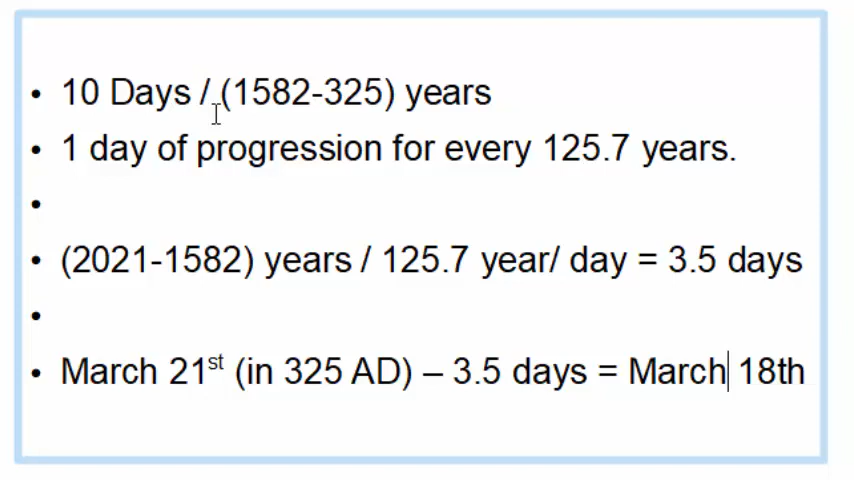 • 10 Days / (1582-325) years
• 1 day of progression for every 125.7 years.
•
• (2021-1582) years / 125.7 year/ day = 3.5 days
•
• March 21st (in 325 AD) – 3.5 days = March 18th